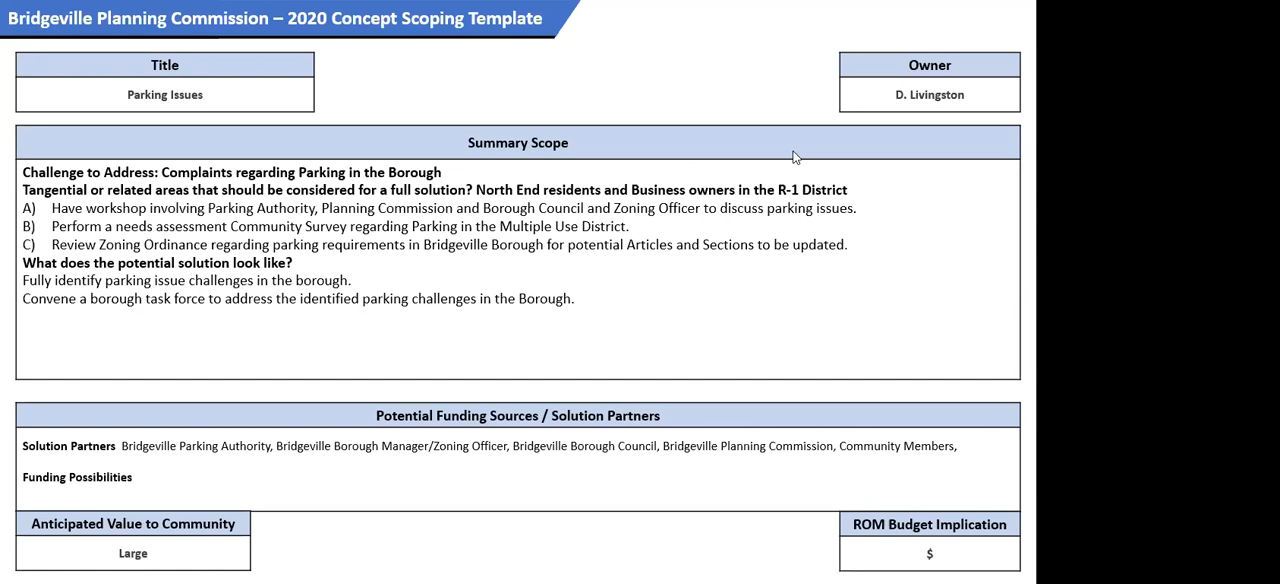 Bridgeville Planning Commission – 2020 Concept Scoping Template
Title
Owner
Parking Issues
D. Livingston
Summary Scope
Challenge to Address: Complaints regarding Parking in the Borough
Tangential or related areas that should be considered for a full solution? North End residents and Business owners in the R-1 District
A) Have workshop involving Parking Authority, Planning Commission and Borough Council and Zoning Officer to discuss parking issues.
B) Perform a needs assessment Community Survey regarding Parking in the Multiple Use District.
C) Review Zoning Ordinance regarding parking requirements in Bridgeville Borough for potential Articles and Sections to be updated.
What does the potential solution look like?
Fully identify parking issue challenges in the borough.
Convene a borough task force to address the identified parking challenges in the Borough.
Potential Funding Sources / Solution Partners
Solution Partners Bridgeville Parking Authority, Bridgeville Borough Manager/Zoning Officer, Bridgeville Borough Council, Bridgeville Planning Commission, Community Members,
Funding Possibilities
Anticipated Value to Community
ROM Budget Implication
Large
$